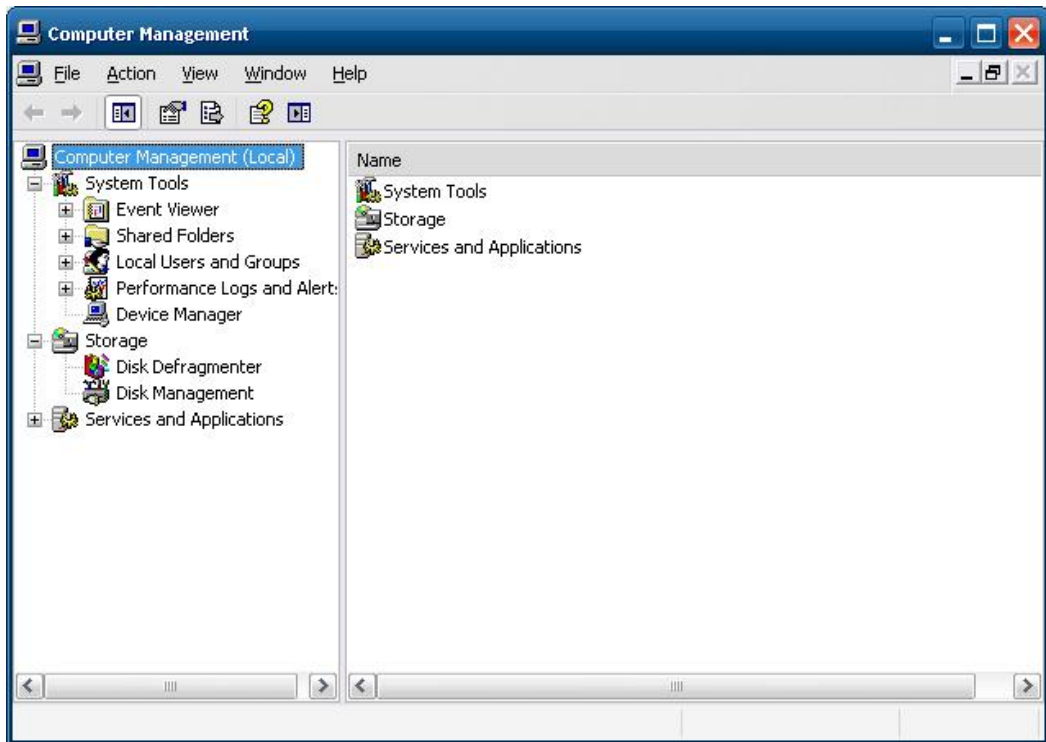 Computer Management
File Action View Window Help
Computer Management (Local)
System Tools
Event Viewer
Shared Folders
Local Users and Groups
Performance Logs and Alert
Device Manager
Storage
Disk Defragmenter
Disk Management
Services and Applications
Name
System Tools
Storage
Services and Applications